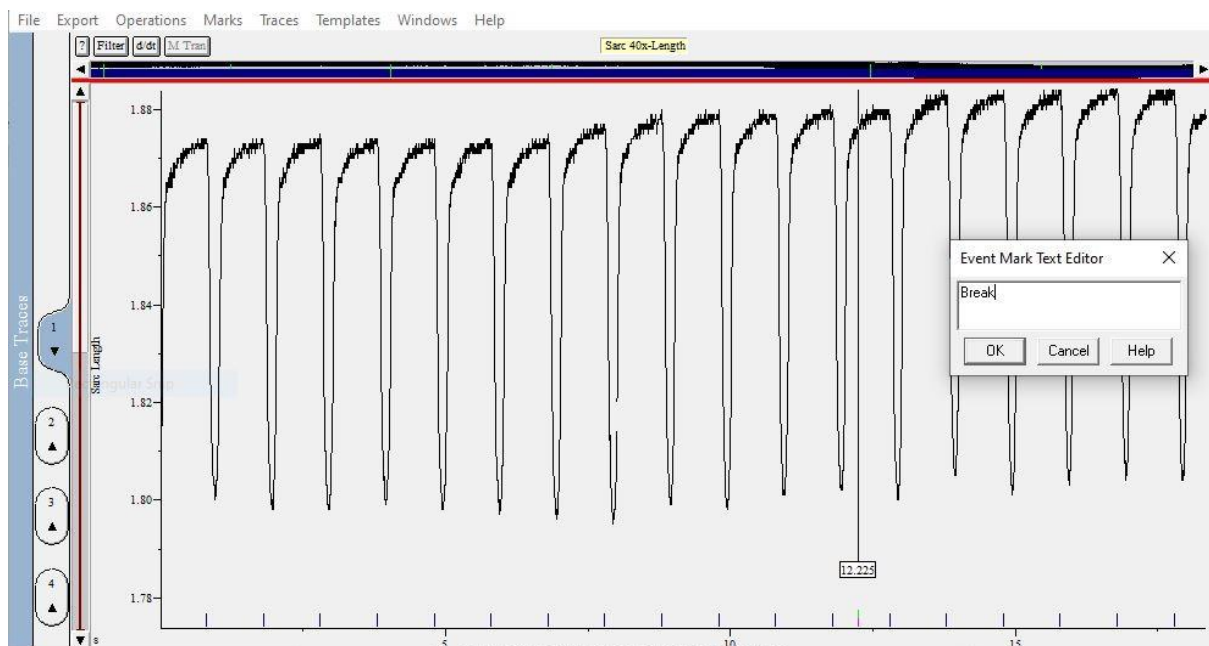 File Export Operations Marks Traces Templates Windows Help
? Filter d/dt M Tran
Sarc 40x-Length
Base Traces
1
2
3
4
Sarc Length
1.88
1.86
1.84
1.82
1.80
1.78
Rectangular Snip
12.225
s
5
10
15
Event Mark Text Editor
Break
OK Cancel Help